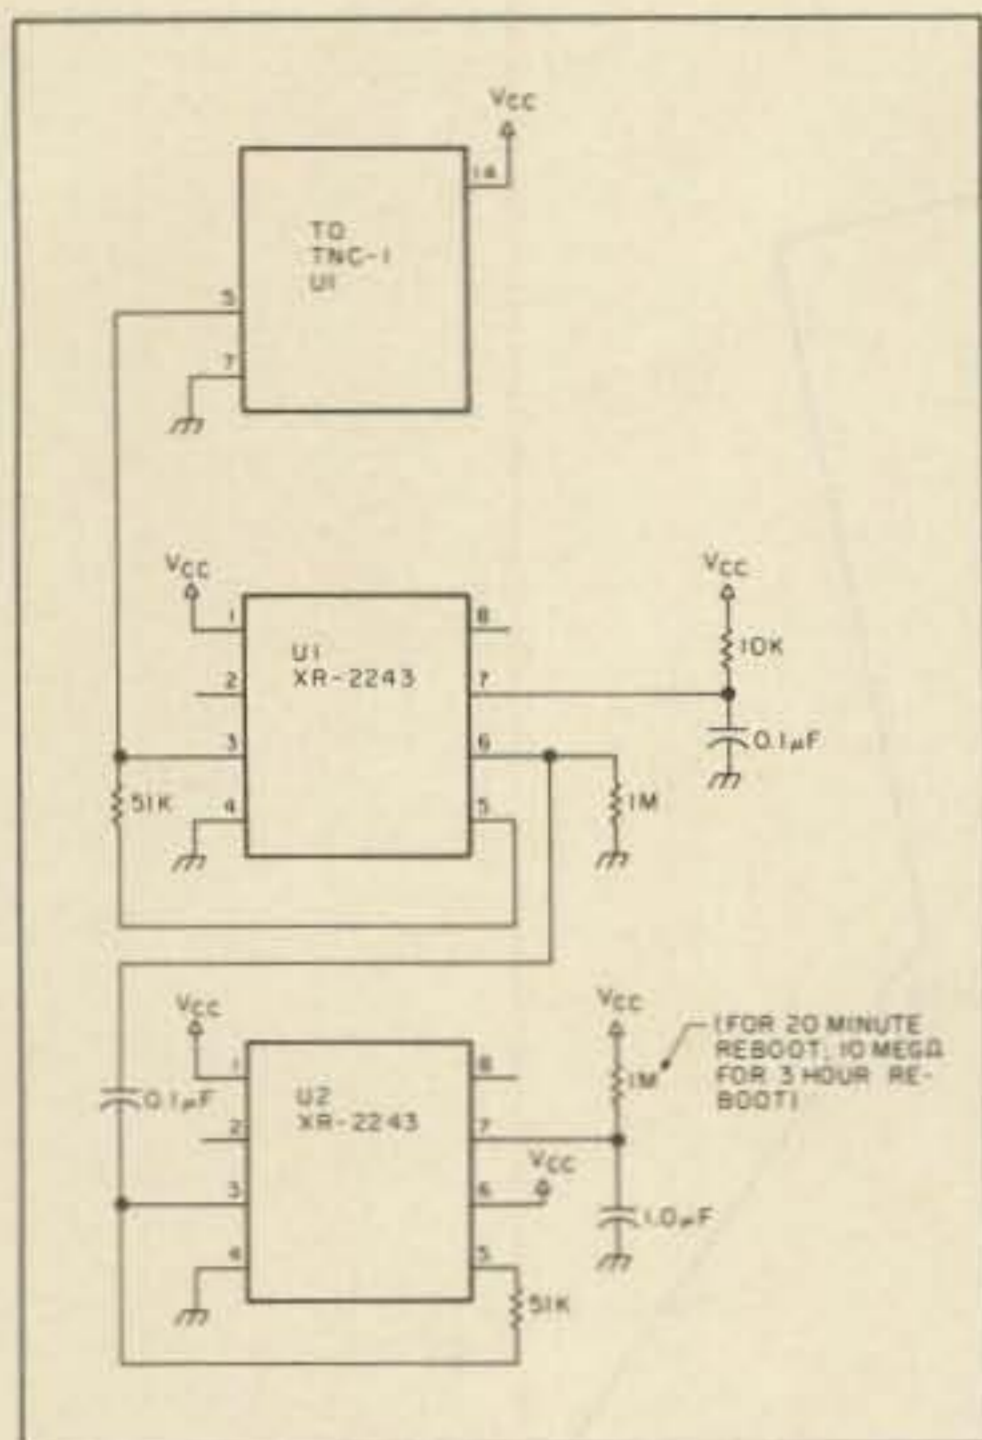 VCC
14
TO
TNC-1
U1
5
7
VCC
VCC
1
8
U1
XR-2243
10K
2
7
3
6
0.1µF
51K
4
5
1M
VCC
VCC
(FOR 20 MINUTE
REBOOT; 10 MEGΩ
FOR 3 HOUR RE-
BOOT)
1
8
1M
0.1µF
U2
XR-2243
2
7
VCC
3
6
1.0µF
4
5
51K